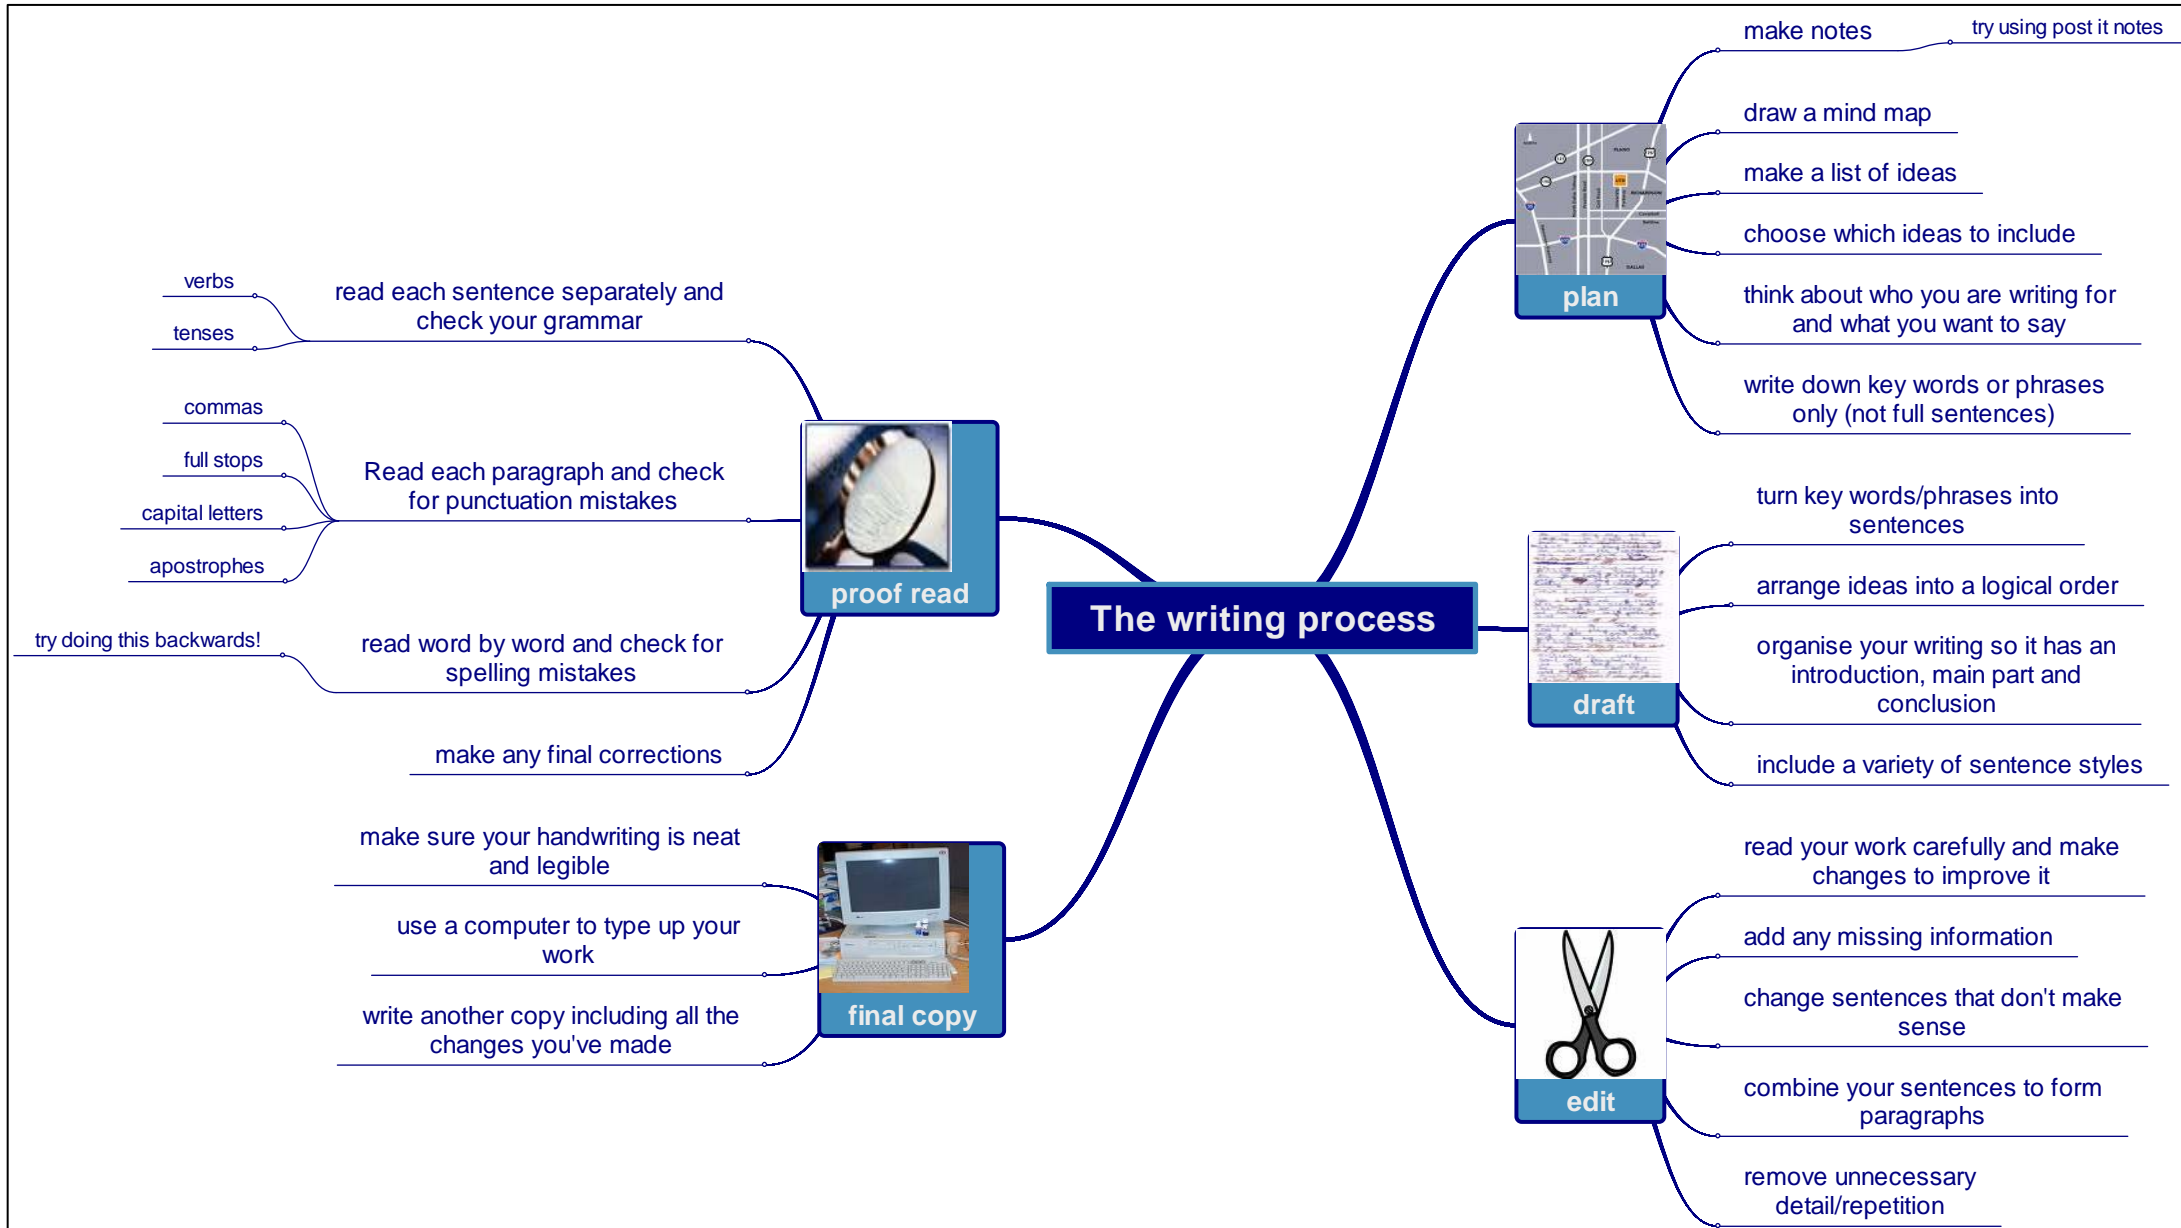 The writing process
plan
make notes
try using post it notes
draw a mind map
make a list of ideas
choose which ideas to include
think about who you are writing for
and what you want to say
write down key words or phrases
only (not full sentences)
draft
turn key words/phrases into
sentences
arrange ideas into a logical order
organise your writing so it has an
introduction, main part and
conclusion
include a variety of sentence styles
edit
read your work carefully and make
changes to improve it
add any missing information
change sentences that don't make
sense
combine your sentences to form
paragraphs
remove unnecessary
detail/repetition
proof read
read each sentence separately and
check your grammar
verbs
tenses
Read each paragraph and check
for punctuation mistakes
commas
full stops
capital letters
apostrophes
read word by word and check for
spelling mistakes
try doing this backwards!
make any final corrections
final copy
make sure your handwriting is neat
and legible
use a computer to type up your
work
write another copy including all the
changes you've made